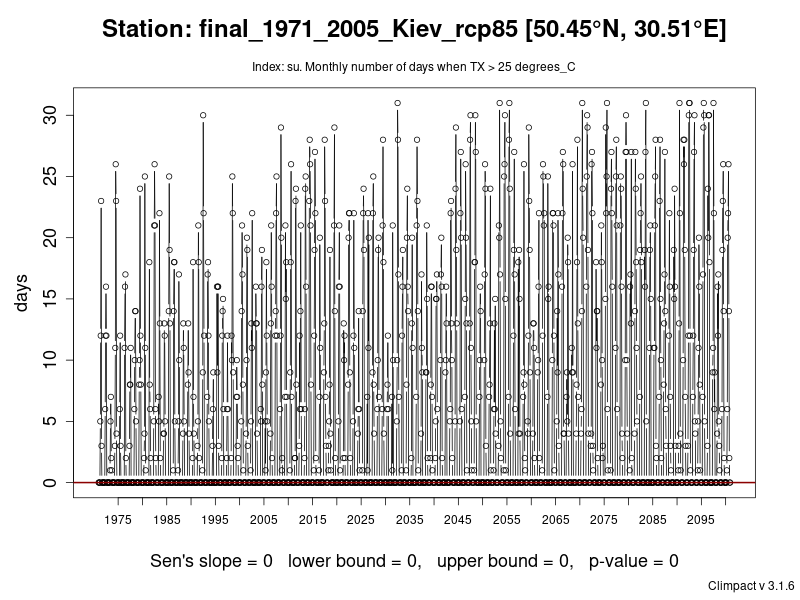 Station: final_1971_2005_Kiev_rcp85 [50.45°N, 30.51°E]
Index: su. Monthly number of days when TX > 25 degrees_C
days
30
25
20
15
10
5
0
1975 1985 1995 2005 2015 2025 2035 2045 2055 2065 2075 2085 2095
Sen's slope = 0 lower bound = 0, upper bound = 0, p-value = 0
Climpact v 3.1.6